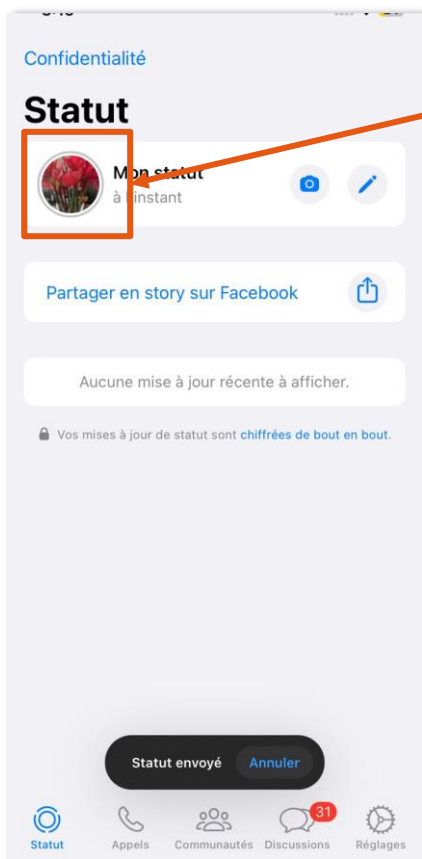 Confidentialité
Statut
Mon statut
à l'instant
Partager en story sur Facebook
Aucune mise à jour récente à afficher.
Vos mises à jour de statut sont chiffrées de bout en bout.
Statut envoyé Annuler
31
Statut Appels Communautés Discussions Réglages